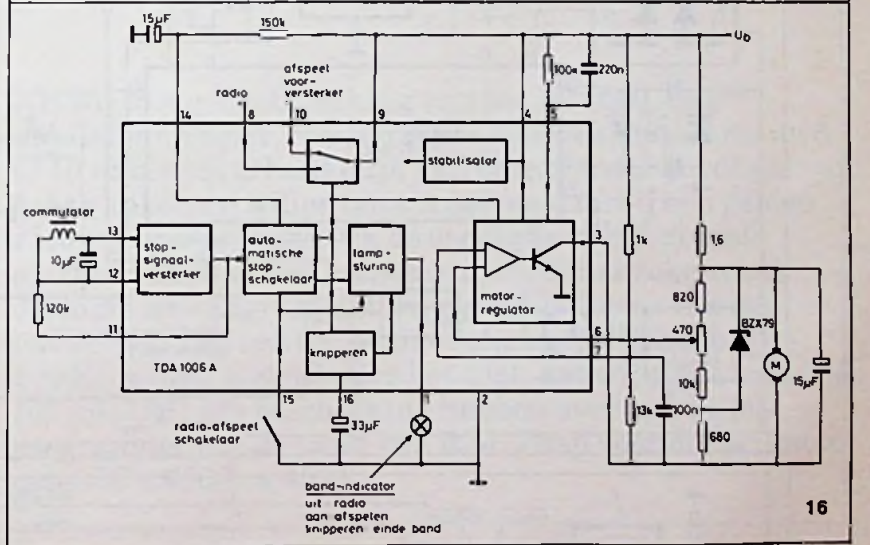 15µF
150k
Ub
afspeel
voor-
versterker
radio
100k
220n
14
8
10
9
4
5
stabilisator
commutator
13
10µF
12
120k
11
stop-
signaal-
versterker
auto-
matische
stop-
schakelaar
lamp-
sturing
knipperen
motor-
regulator
3
6
7
1k
13k
100n
1,6
820
470
10k
680
BZX79
M
15µF
TDA 1006 A
15
16
1
2
radio-afspeel
schakelaar
33µF
band-indicator
uit radio
aan afspelen
knipperen einde band
16